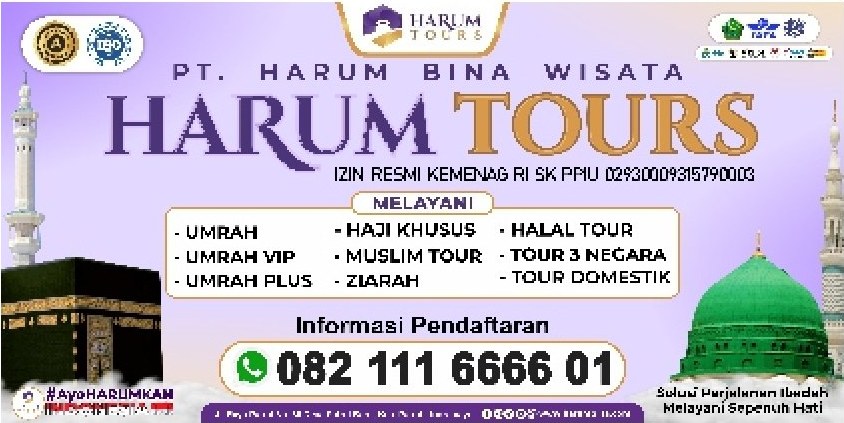 HARUM
TOURS
A
ISO
IATA
PT. HARUM BINA WISATA
HARUM TOURS
IZIN RESMI KEMENAG RI SK PPIU 02930009315790003
MELAYANI
- UMRAH
- UMRAH VIP
- UMRAH PLUS
- HAJI KHUSUS
- MUSLIM TOUR
- ZIARAH
- HALAL TOUR
- TOUR 3 NEGARA
- TOUR DOMESTIK
Informasi Pendaftaran
082 111 6666 01
#AyoHARUMKAN
Solusi Perjalanan Ibadah
Melayani Sepenuh Hati